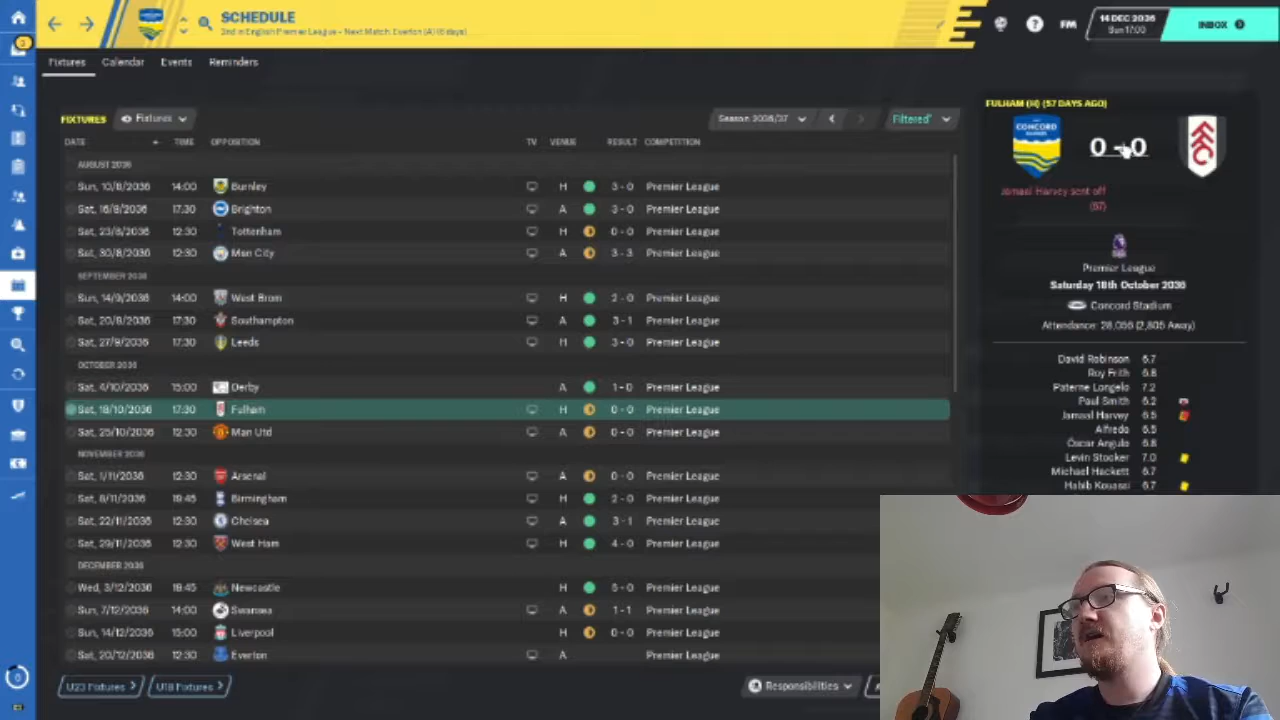 SCHEDULE
2nd in English Premier League - Next Match: Everton (A) (6 days)
FM
14 DEC 2036
Sun 17:00
INBOX
Fixtures Calendar Events Reminders
FIXTURES Fixtures Season 2036/37 Filtered*
DATE TIME OPPOSITION TV VENUE RESULT COMPETITION
AUGUST 2036
Sun, 10/8/2036 14:00 Burnley H 3-0 Premier League
Sat, 16/8/2036 17:30 Brighton A 3-0 Premier League
Sat, 23/8/2036 12:30 Tottenham H 0-0 Premier League
Sat, 30/8/2036 12:30 Man City A 3-3 Premier League
SEPTEMBER 2036
Sun, 14/9/2036 14:00 West Brom H 2-0 Premier League
Sat, 20/9/2036 17:30 Southampton A 3-1 Premier League
Sat, 27/9/2036 17:30 Leeds H 3-0 Premier League
OCTOBER 2036
Sat, 4/10/2036 15:00 Derby A 1-0 Premier League
Sat, 18/10/2036 17:30 Fulham H 0-0 Premier League
Sat, 25/10/2036 12:30 Man Utd A 0-0 Premier League
NOVEMBER 2036
Sat, 1/11/2036 12:30 Arsenal A 0-0 Premier League
Sat, 8/11/2036 19:45 Birmingham H 2-0 Premier League
Sat, 22/11/2036 12:30 Chelsea A 3-1 Premier League
Sat, 29/11/2036 12:30 West Ham H 4-0 Premier League
DECEMBER 2036
Wed, 3/12/2036 19:45 Newcastle H 5-0 Premier League
Sun, 7/12/2036 14:00 Swansea A 1-1 Premier League
Sun, 14/12/2036 15:00 Liverpool H 0-0 Premier League
Sat, 20/12/2036 12:30 Everton A Premier League
U23 Fixtures U18 Fixtures Responsibilities
FULHAM (H) (57 DAYS AGO)
CONCORD
0 - 0
Jamaal Harvey sent off
(57)
Premier League
Saturday 18th October 2036
Concord Stadium
Attendance: 28,056 (2,805 Away)
David Robinson 6.7
Roy Frith 6.8
Paterne Longelo 7.2
Paul Smith 6.2
Jamaal Harvey 6.5
Alfredo 6.5
Óscar Angulo 6.8
Levin Stocker 7.0
Michael Hackett 6.7
Habib Kouassi 6.7